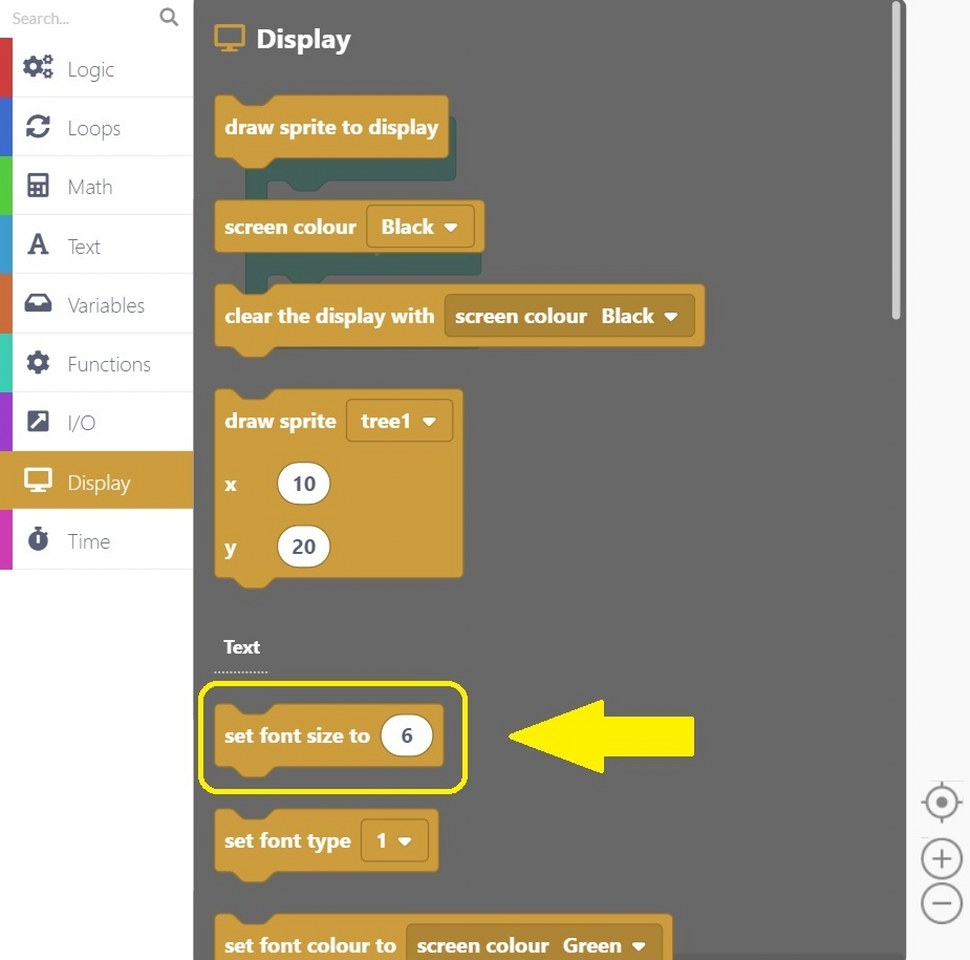 Search...
Logic
Loops
Math
Text
Variables
Functions
I/O
Display
Time
Display
draw sprite to display
screen colour Black
clear the display with screen colour Black
draw sprite tree1
x 10
y 20
Text
set font size to 6
set font type 1
set font colour to screen colour Green